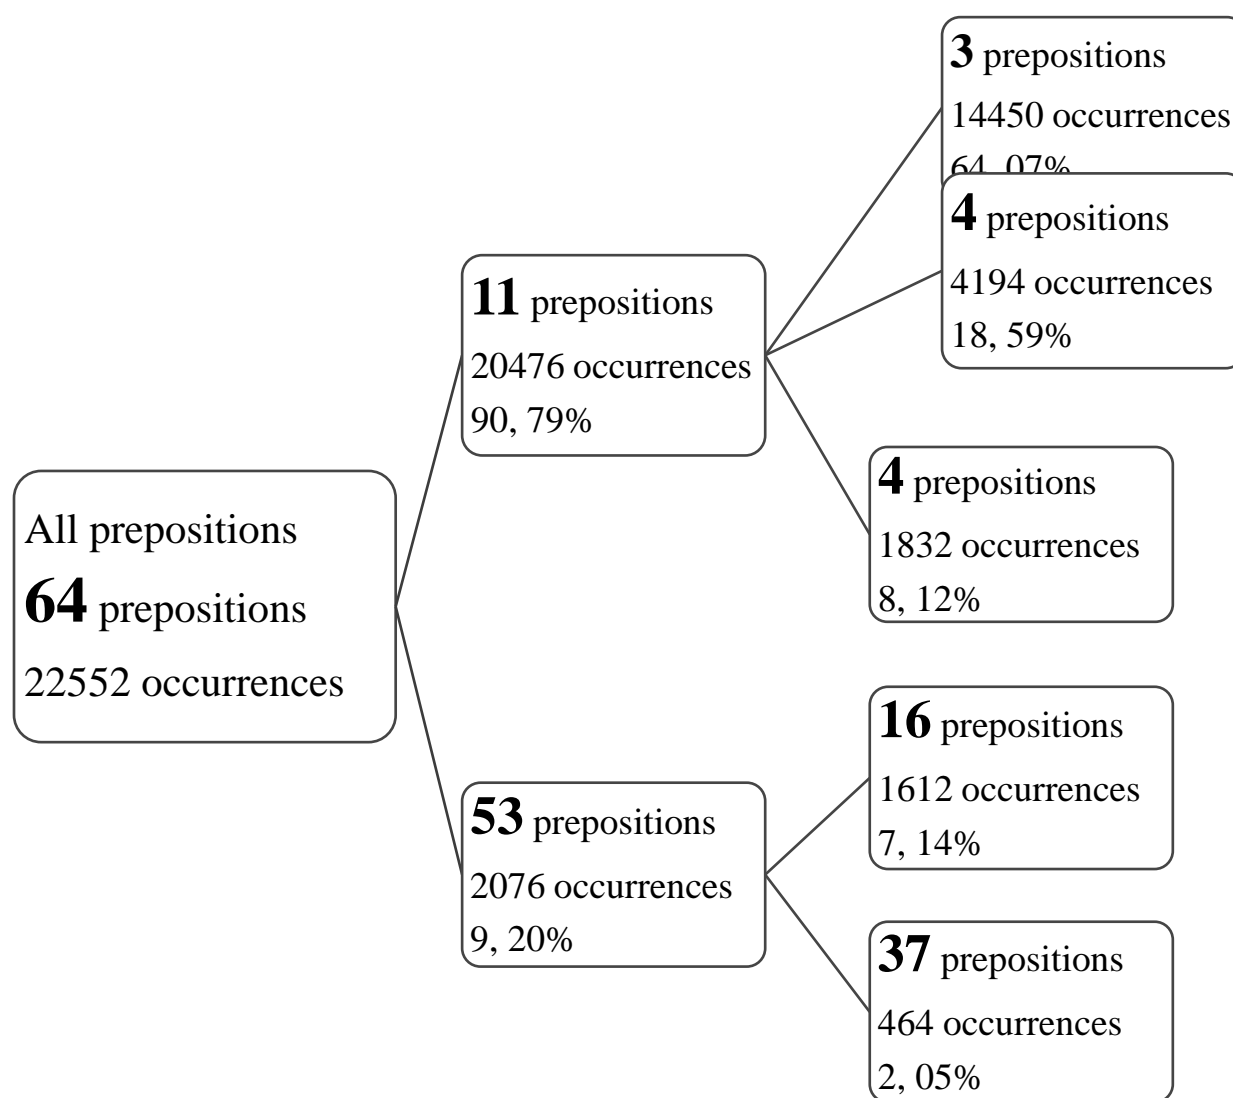 3 prepositions
14450 occurrences
64, 07%
4 prepositions
4194 occurrences
18, 59%
11 prepositions
20476 occurrences
90, 79%
4 prepositions
1832 occurrences
8, 12%
All prepositions
64 prepositions
22552 occurrences
16 prepositions
1612 occurrences
7, 14%
53 prepositions
2076 occurrences
9, 20%
37 prepositions
464 occurrences
2, 05%